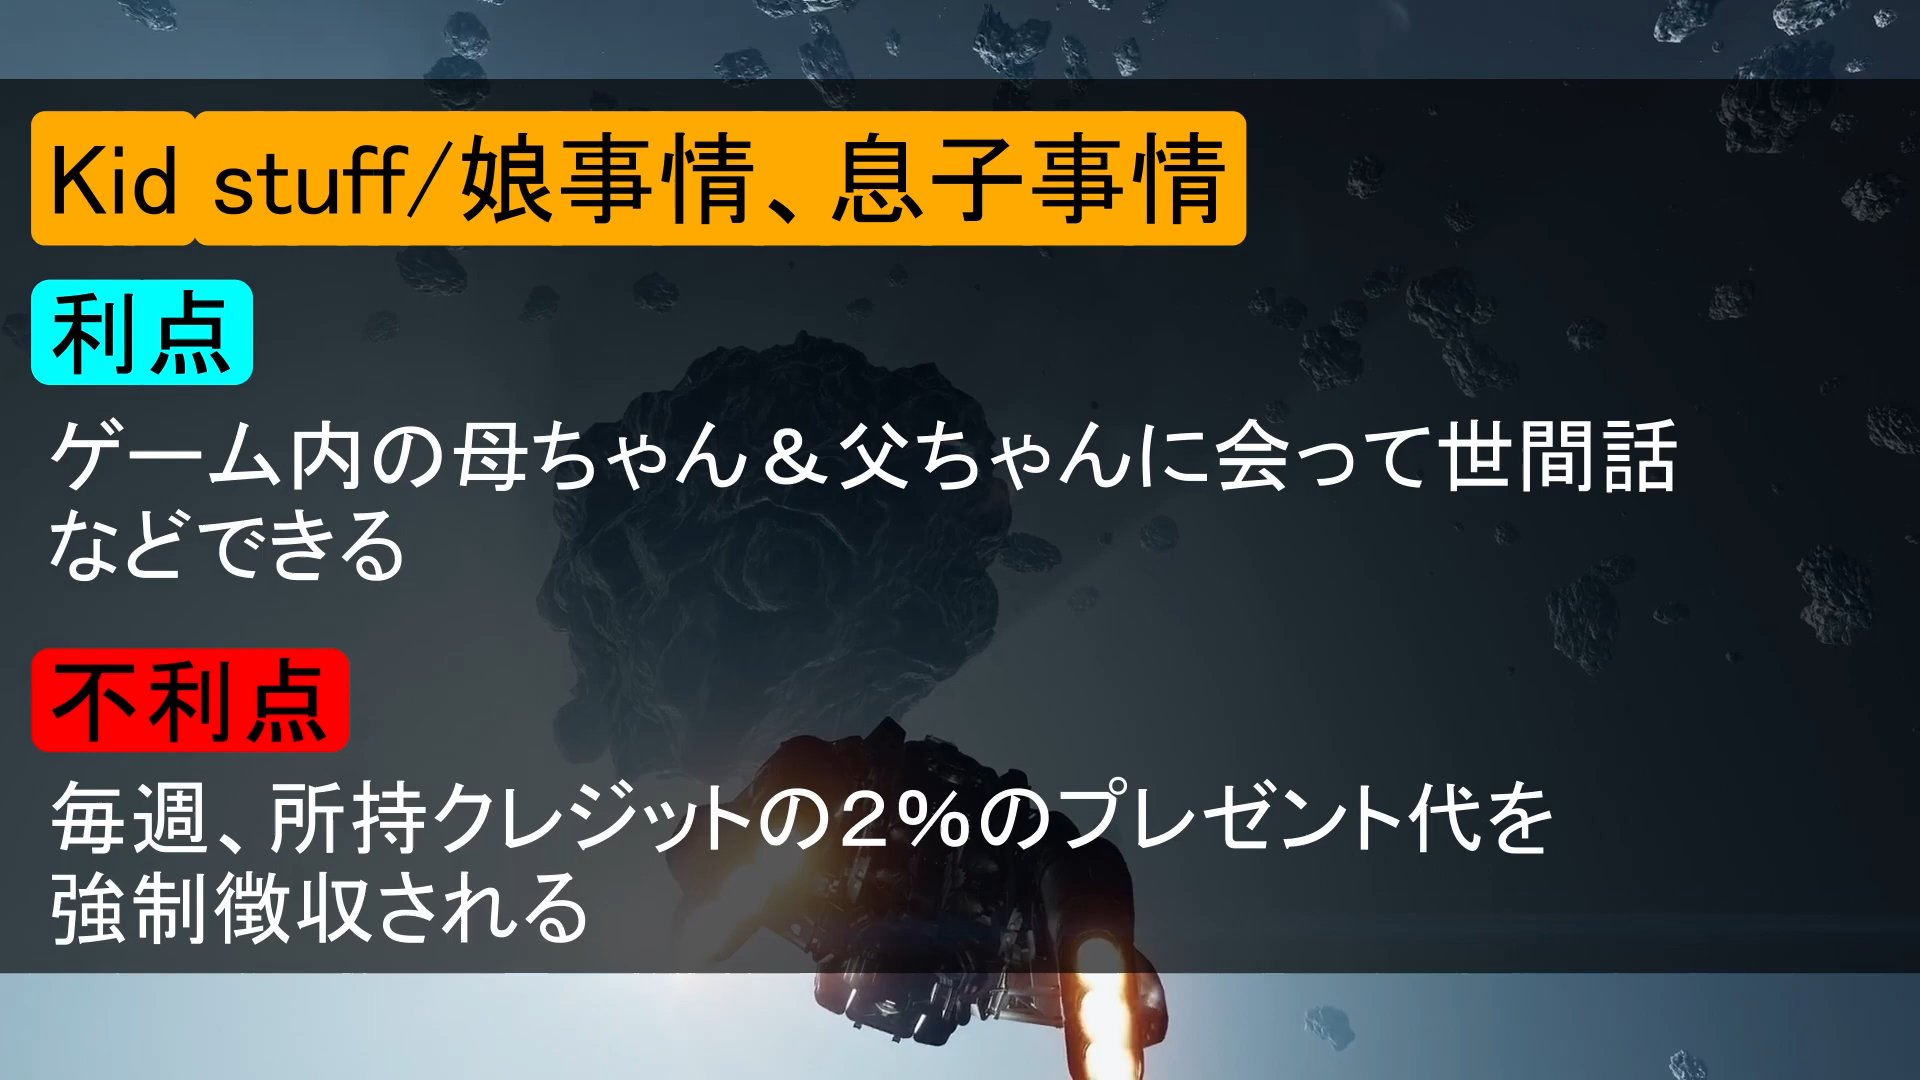 Kid stuff/娘事情、息子事情
利点
ゲーム内の母ちゃん＆父ちゃんに会って世間話
などできる
不利点
毎週、所持クレジットの２％のプレゼント代を
強制徴収される